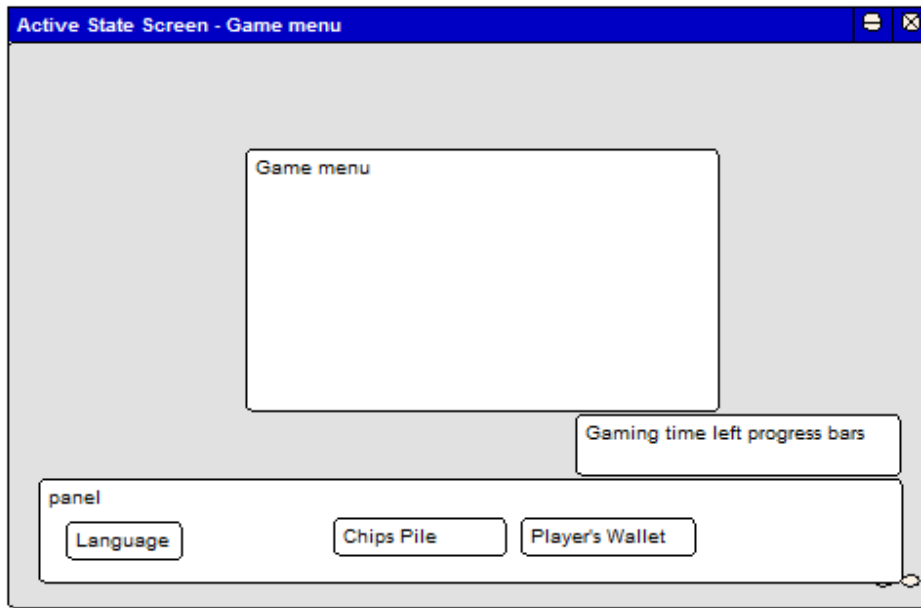 Active State Screen - Game menu
Game menu
Gaming time left progress bars
panel
Language
Chips Pile
Player's Wallet